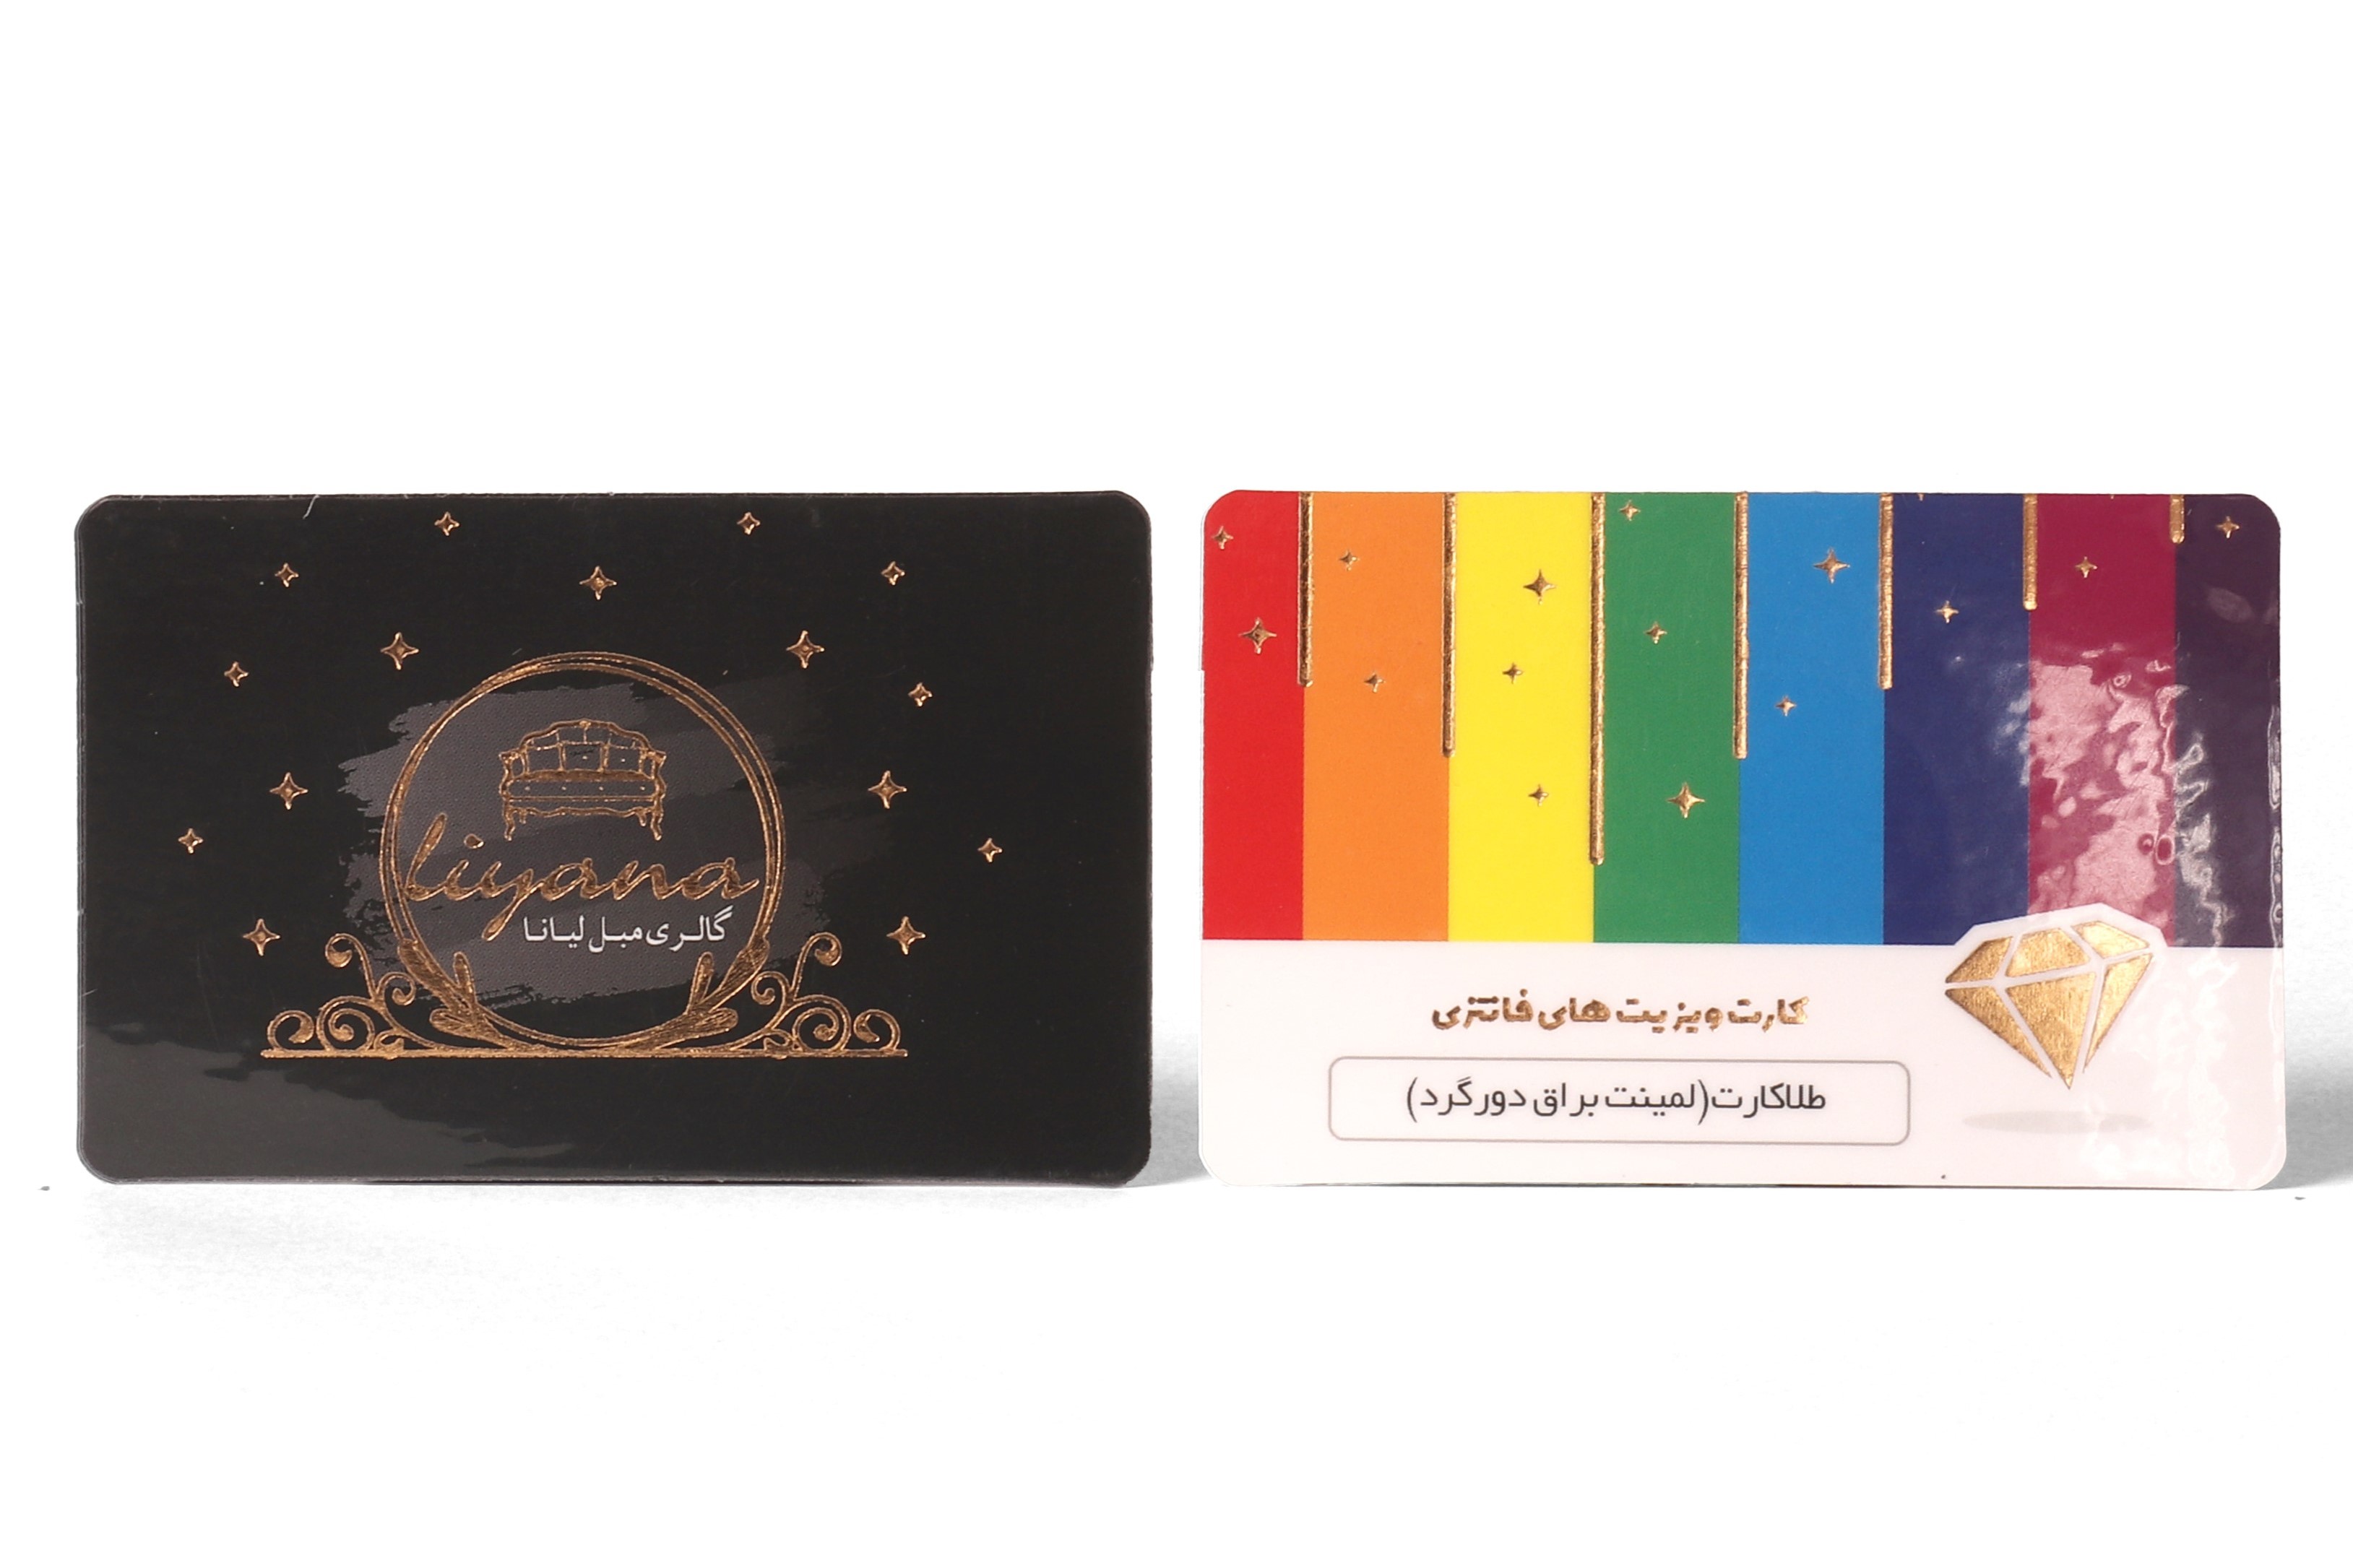 liyana
گالری مبل لیانا
کارت ویزیت های فانتزی
طلاکارت(لمینت براق دورگرد)